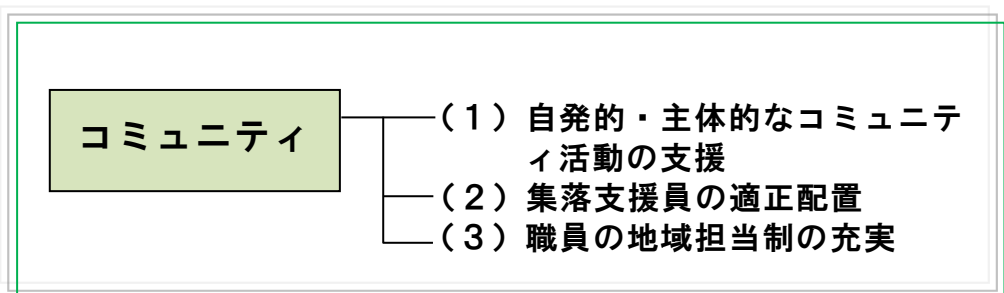 コミュニティ
（１）自発的・主体的なコミュニテ
ィ活動の支援
（２）集落支援員の適正配置
（３）職員の地域担当制の充実